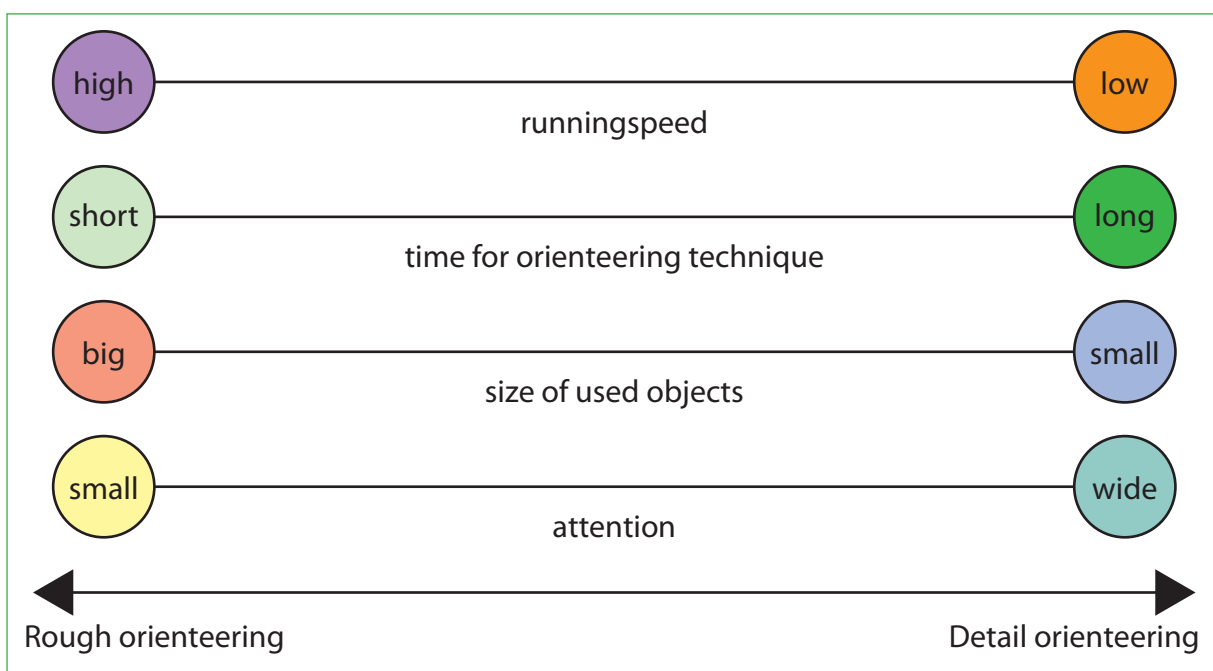 high low
runningspeed
short long
time for orienteering technique
big small
size of used objects
small wide
attention
Rough orienteering Detail orienteering